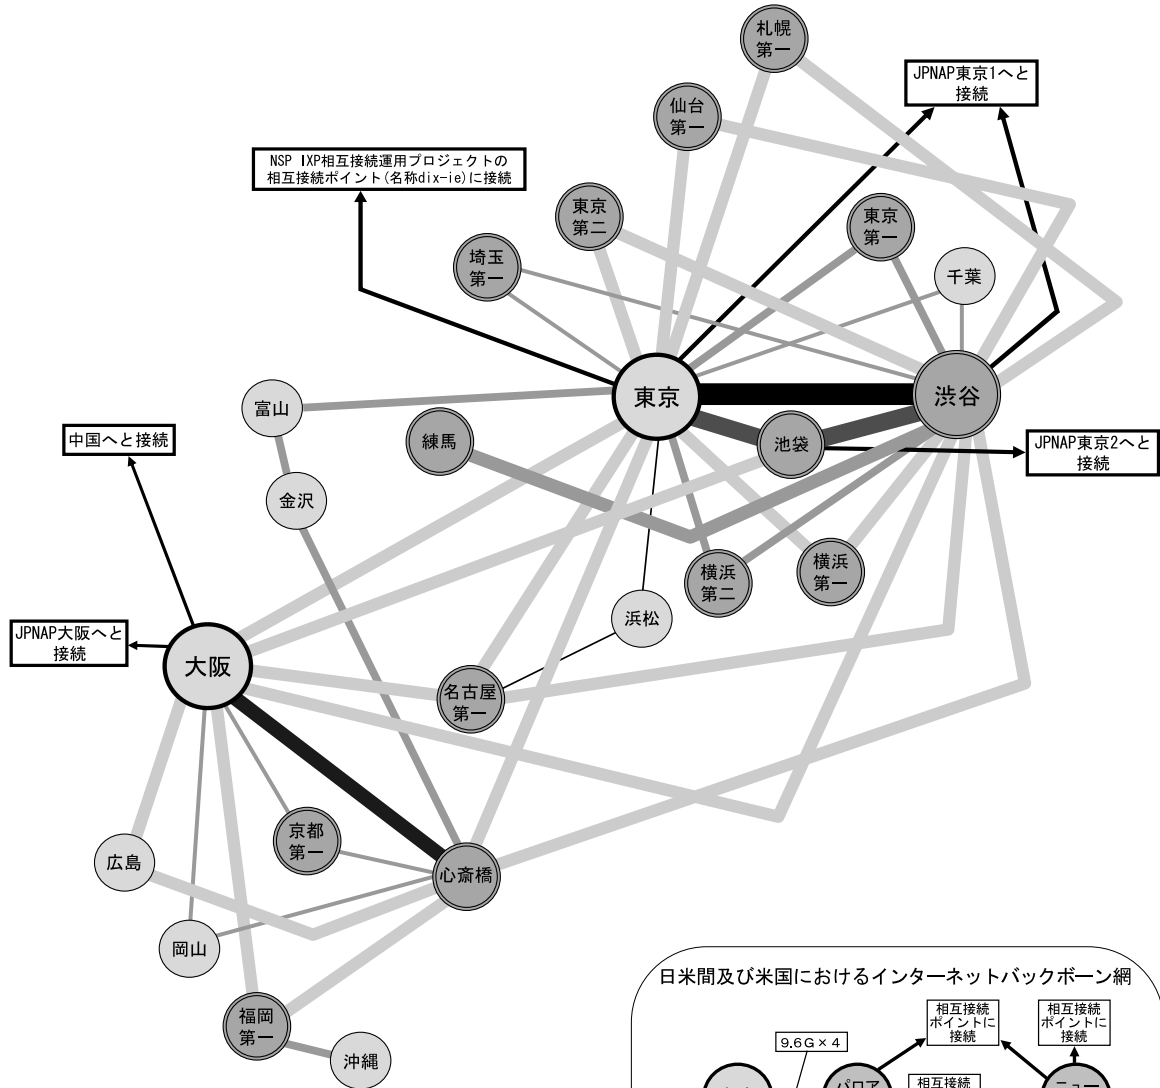 札幌
第一
JPNAP東京1へと
接続
仙台
第一
NSP IXP相互接続運用プロジェクトの
相互接続ポイント(名称dix-ie)に接続
東京
第二
東京
第一
埼玉
第一
千葉
東京
渋谷
富山
練馬
池袋
中国へと接続
JPNAP東京2へと
接続
金沢
横浜
第二
横浜
第一
浜松
JPNAP大阪へと
接続
大阪
名古屋
第一
京都
第一
広島
心斎橋
岡山
福岡
第一
沖縄
日米間及び米国におけるインターネットバックボーン網
相互接続
ポイントに
接続
相互接続
ポイントに
接続
9.6G×4
パロア
相互接続
ニュー